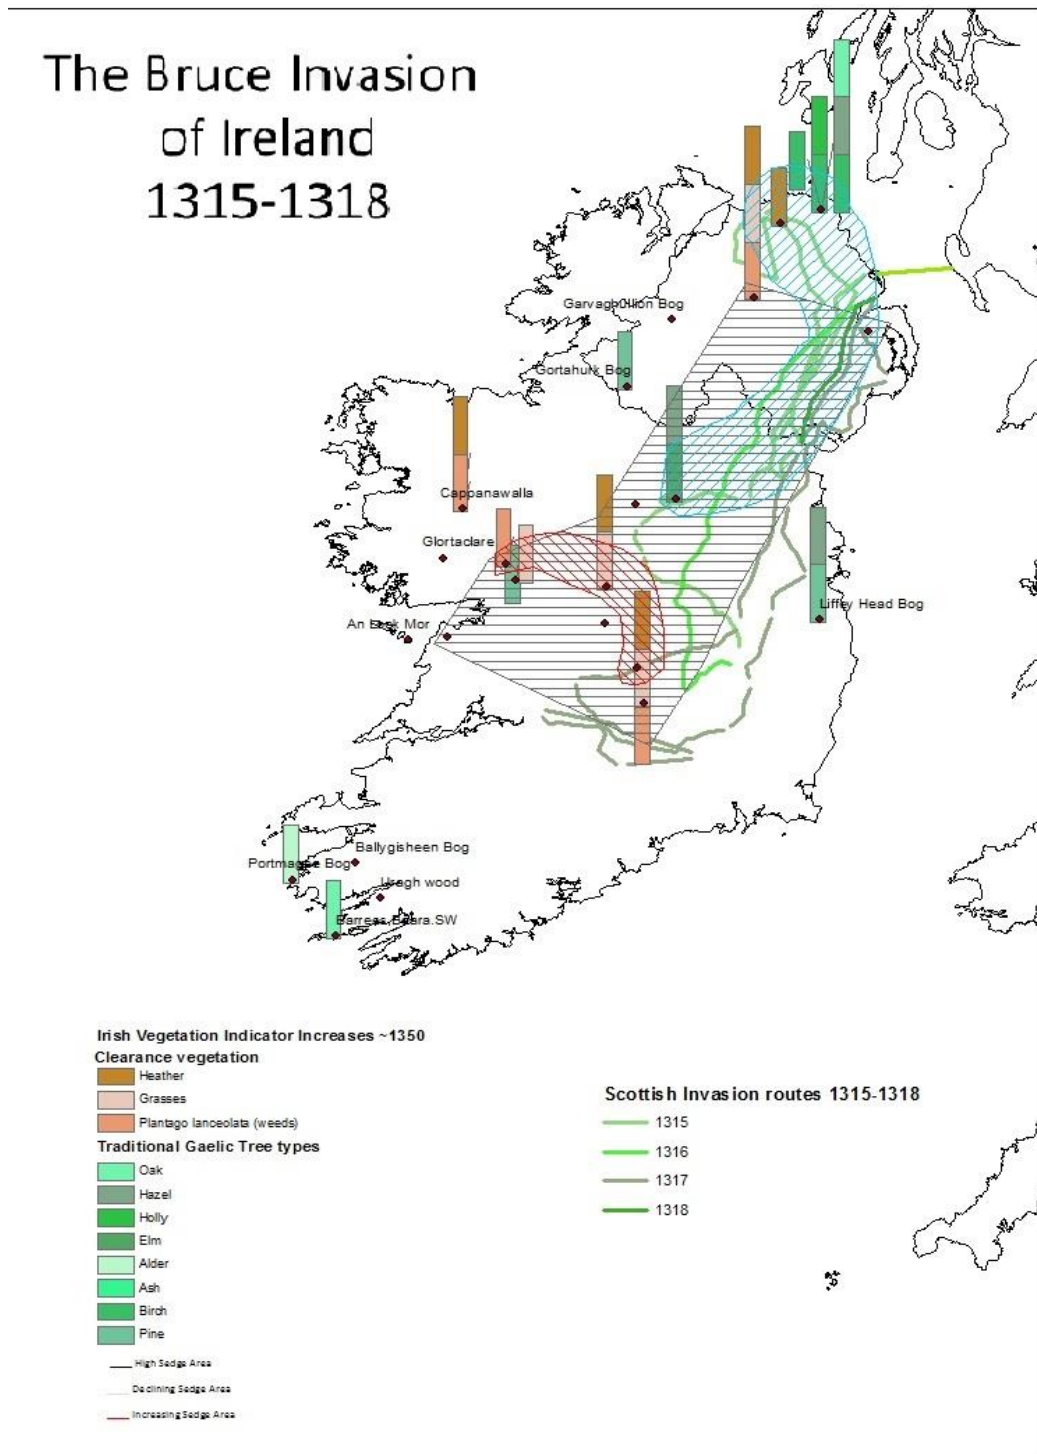 The Bruce Invasion
of Ireland
1315-1318
Garvaghullion Bog
Gortahurk Bog
Cappanawalla
Glortaclare
An Loch Mor
Liffey Head Bog
Ballygisheen Bog
Portmagee Bog
Uragh wood
Barrees, Beara.SW
Irish Vegetation Indicator Increases ~1350
Clearance vegetation
Heather
Grasses
Plantago lanceolata (weeds)
Traditional Gaelic Tree types
Oak
Hazel
Holly
Elm
Alder
Ash
Birch
Pine
High Sedge Area
Declining Sedge Area
Increasing Sedge Area
Scottish Invasion routes 1315-1318
1315
1316
1317
1318